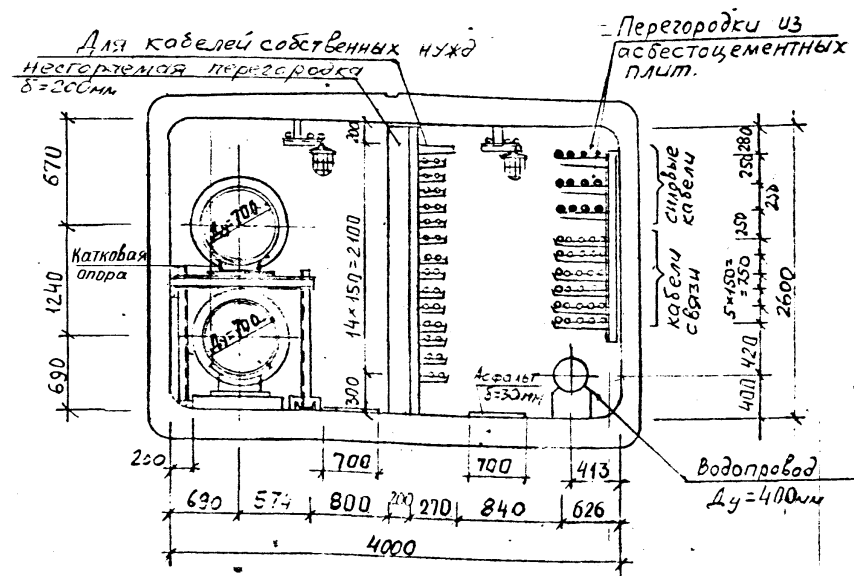 Для кабелей собственных нужд
несгораемая перегородка
δ=200мм
Перегородки из
асбестоцементных
плит.
670
1240
690
Катковая
опора
Ду=700
Ду=700
200
14×150=2100
300
Асфальт
δ=30мм
силовые
кабели
кабели
связи
280
250
250
250
5×150=
=750
420
400
2600
Водопровод
Ду=400мм
200
700
700
413
690
574
800
200
270
840
626
4000